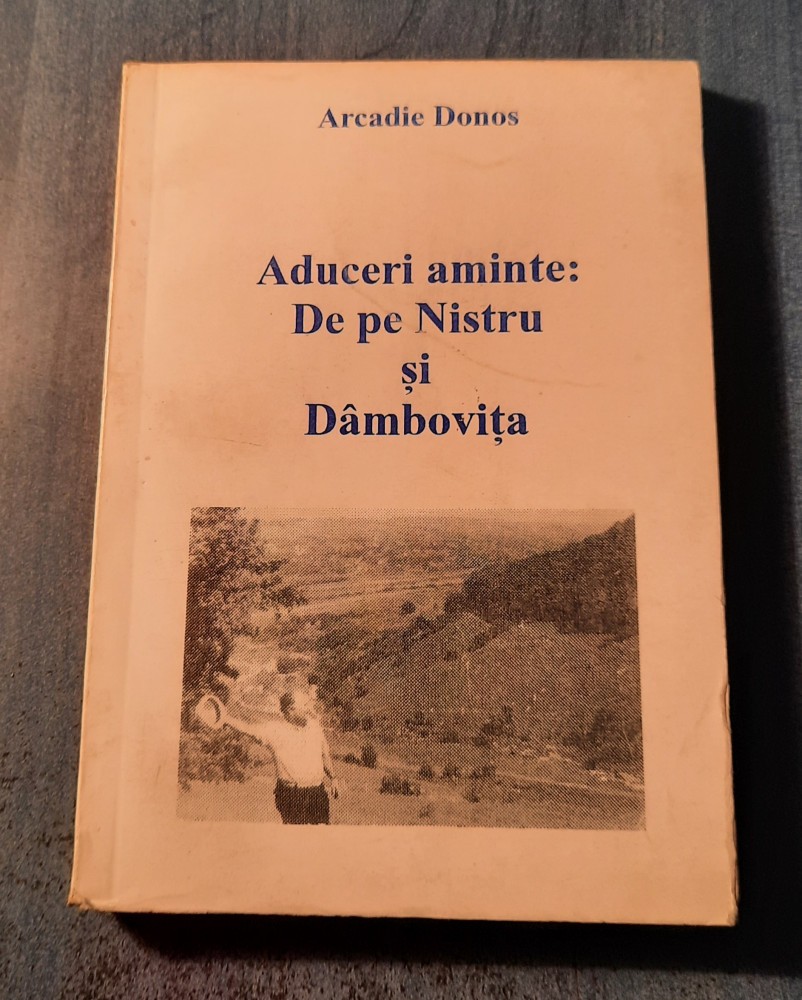 Arcadie Donos
Aduceri aminte:
De pe Nistru
și
Dâmbovița